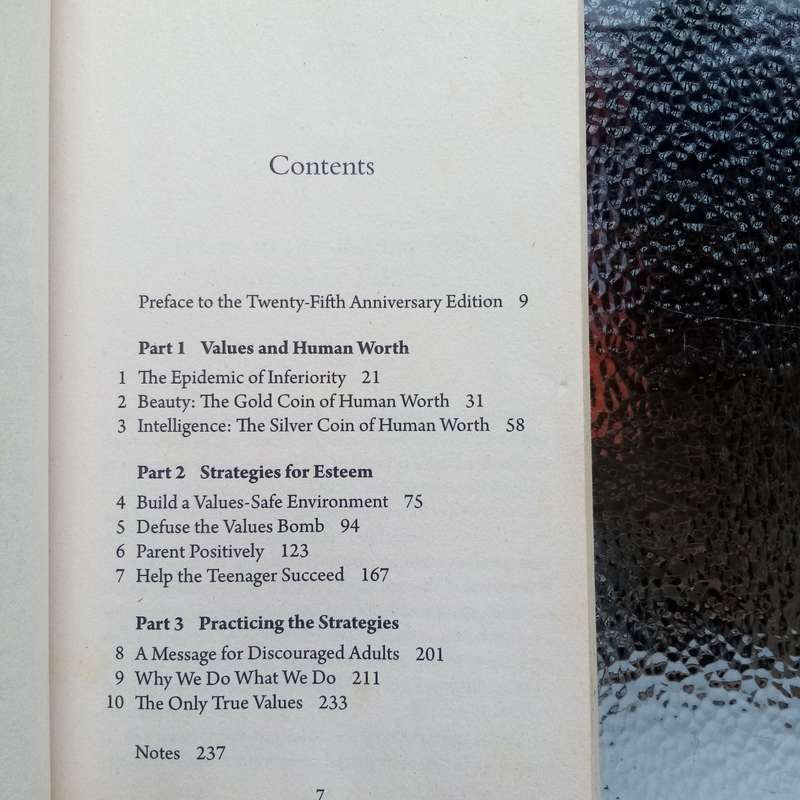 Contents
Preface to the Twenty-Fifth Anniversary Edition 9
Part 1 Values and Human Worth
1 The Epidemic of Inferiority 21
2 Beauty: The Gold Coin of Human Worth 31
3 Intelligence: The Silver Coin of Human Worth 58
Part 2 Strategies for Esteem
4 Build a Values-Safe Environment 75
5 Defuse the Values Bomb 94
6 Parent Positively 123
7 Help the Teenager Succeed 167
Part 3 Practicing the Strategies
8 A Message for Discouraged Adults 201
9 Why We Do What We Do 211
10 The Only True Values 233
Notes 237
7